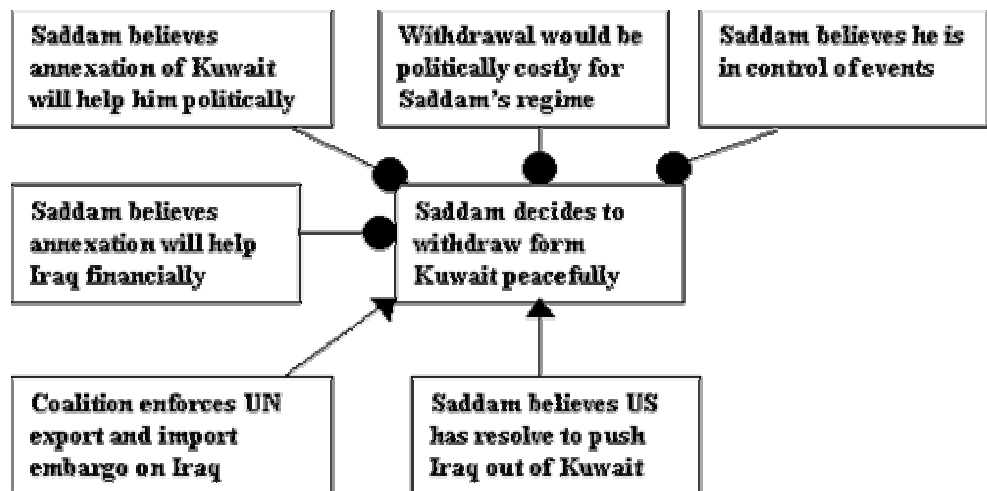 Saddam believes
annexation of Kuwait
will help him politically
Withdrawal would be
politically costly for
Saddam's regime
Saddam believes he is
in control of events
Saddam believes
annexation will help
Iraq financially
Saddam decides to
withdraw form
Kuwait peacefully
Coalition enforces UN
export and import
embargo on Iraq
Saddam believes US
has resolve to push
Iraq out of Kuwait